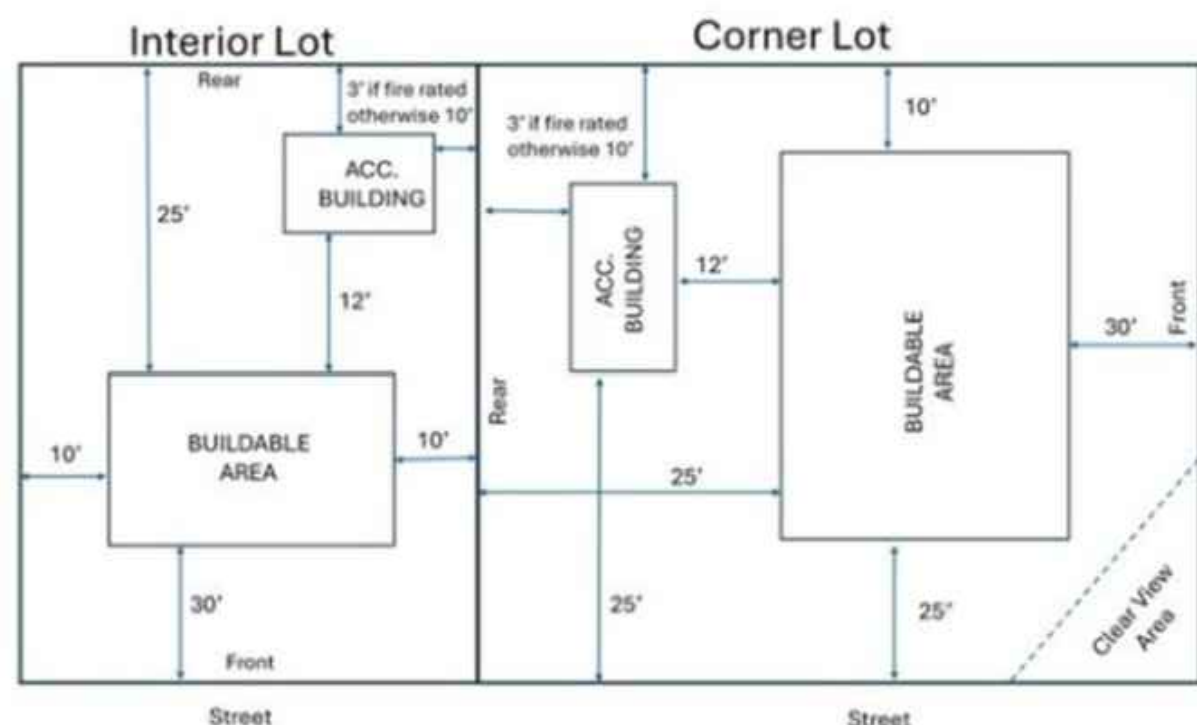 Interior Lot
Rear
3' if fire rated
otherwise 10'
ACC.
BUILDING
25'
12'
10'
BUILDABLE
AREA
10'
30'
Front
Street
Corner Lot
10'
3' if fire rated
otherwise 10'
ACC.
BUILDING
12'
BUILDABLE
AREA
30'
Front
Rear
25'
25'
25'
Clear View
Area
Street